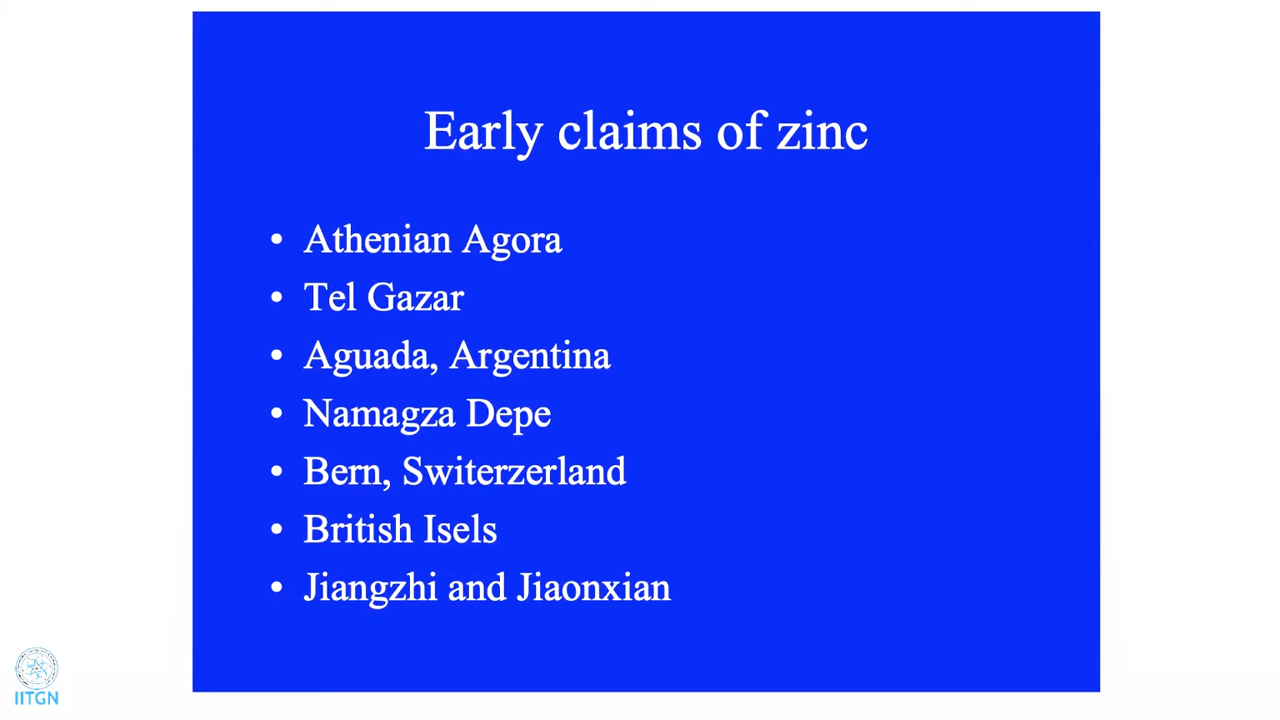 Early claims of zinc
• Athenian Agora
• Tel Gazar
• Aguada, Argentina
• Namagza Depe
• Bern, Switerzerland
• British Isels
• Jiangzhi and Jiaonxian
IITGN